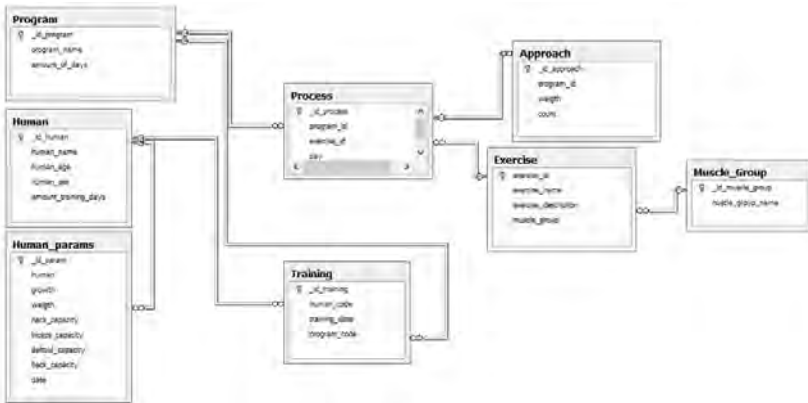 Program
_id_program
program_name
amount_of_days
Human
_id_human
human_name
human_age
human_sex
amount_training_days
Human_params
_id_param
human
growth
weigth
neck_capacity
biceps_capacity
deltoid_capacity
date
Process
_id_process
program_id
exercise_id
day
Training
_id_training
human_code
training_date
program_code
Approach
_id_approach
program_id
weigth
count
Exercise
exercise_id
exercise_name
exercise_description
muscle_group
Muscle_Group
_id_muscle_group
muscle_group_name